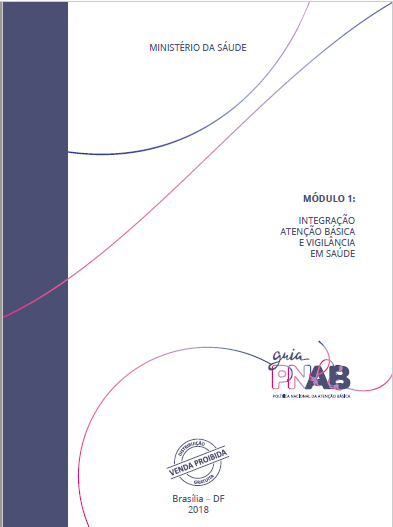 MINISTÉRIO DA SÁUDE
MÓDULO 1:
INTEGRAÇÃO
ATENÇÃO BÁSICA
E VIGILÂNCIA
EM SAÚDE
guia
PNAB
POLÍTICA NACIONAL DA ATENÇÃO BÁSICA
DISTRIBUIÇÃO
VENDA PROIBIDA
GRATUITA
Brasília – DF
2018